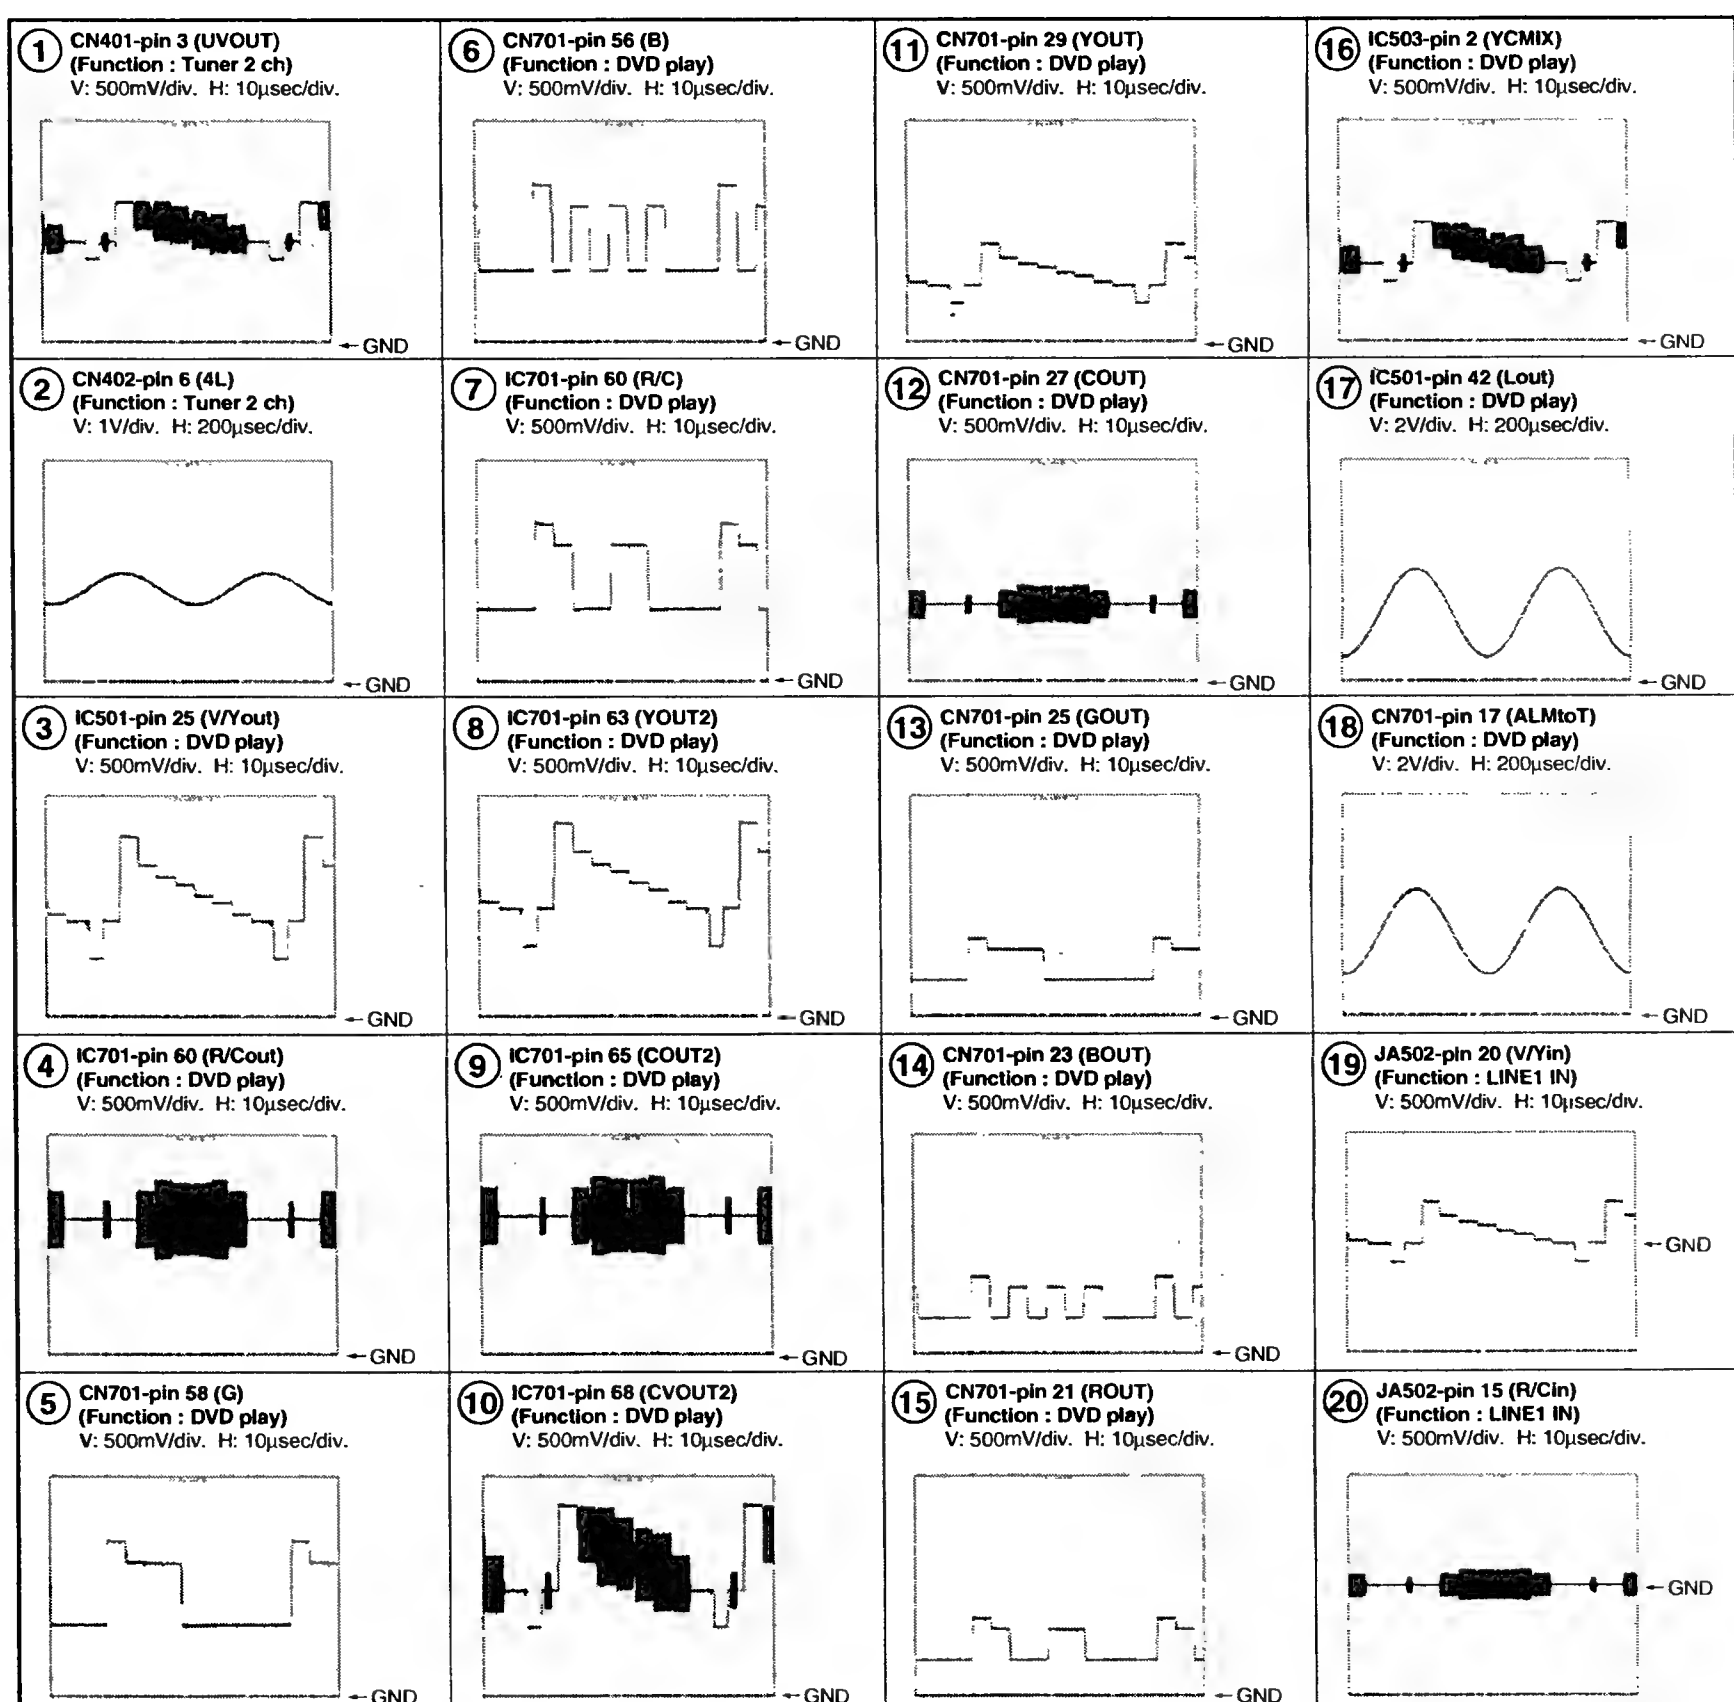 1
CN401-pin 3 (UVOUT)
(Function : Tuner 2 ch)
V: 500mV/div. H: 10µsec/div.
←GND
2
CN402-pin 6 (4L)
(Function : Tuner 2 ch)
V: 1V/div. H: 200µsec/div.
←GND
3
IC501-pin 25 (V/Yout)
(Function : DVD play)
V: 500mV/div. H: 10µsec/div.
←GND
4
IC701-pin 60 (R/Cout)
(Function : DVD play)
V: 500mV/div. H: 10µsec/div.
←GND
5
CN701-pin 58 (G)
(Function : DVD play)
V: 500mV/div. H: 10µsec/div.
←GND
6
CN701-pin 56 (B)
(Function : DVD play)
V: 500mV/div. H: 10µsec/div.
←GND
7
IC701-pin 60 (R/C)
(Function : DVD play)
V: 500mV/div. H: 10µsec/div.
←GND
8
IC701-pin 63 (YOUT2)
(Function : DVD play)
V: 500mV/div. H: 10µsec/div.
←GND
9
IC701-pin 65 (COUT2)
(Function : DVD play)
V: 500mV/div. H: 10µsec/div.
←GND
10
IC701-pin 68 (CVOUT2)
(Function : DVD play)
V: 500mV/div. H: 10µsec/div.
←GND
11
CN701-pin 29 (YOUT)
(Function : DVD play)
V: 500mV/div. H: 10µsec/div.
←GND
12
CN701-pin 27 (COUT)
(Function : DVD play)
V: 500mV/div. H: 10µsec/div.
←GND
13
CN701-pin 25 (GOUT)
(Function : DVD play)
V: 500mV/div. H: 10µsec/div.
←GND
14
CN701-pin 23 (BOUT)
(Function : DVD play)
V: 500mV/div. H: 10µsec/div.
←GND
15
CN701-pin 21 (ROUT)
(Function : DVD play)
V: 500mV/div. H: 10µsec/div.
←GND
16
IC503-pin 2 (YCMIX)
(Function : DVD play)
V: 500mV/div. H: 10µsec/div.
←GND
17
IC501-pin 42 (Lout)
(Function : DVD play)
V: 2V/div. H: 200µsec/div.
←GND
18
CN701-pin 17 (ALMtoT)
(Function : DVD play)
V: 2V/div. H: 200µsec/div.
←GND
19
JA502-pin 20 (V/Yin)
(Function : LINE1 IN)
V: 500mV/div. H: 10µsec/div.
←GND
20
JA502-pin 15 (R/Cin)
(Function : LINE1 IN)
V: 500mV/div. H: 10µsec/div.
←GND